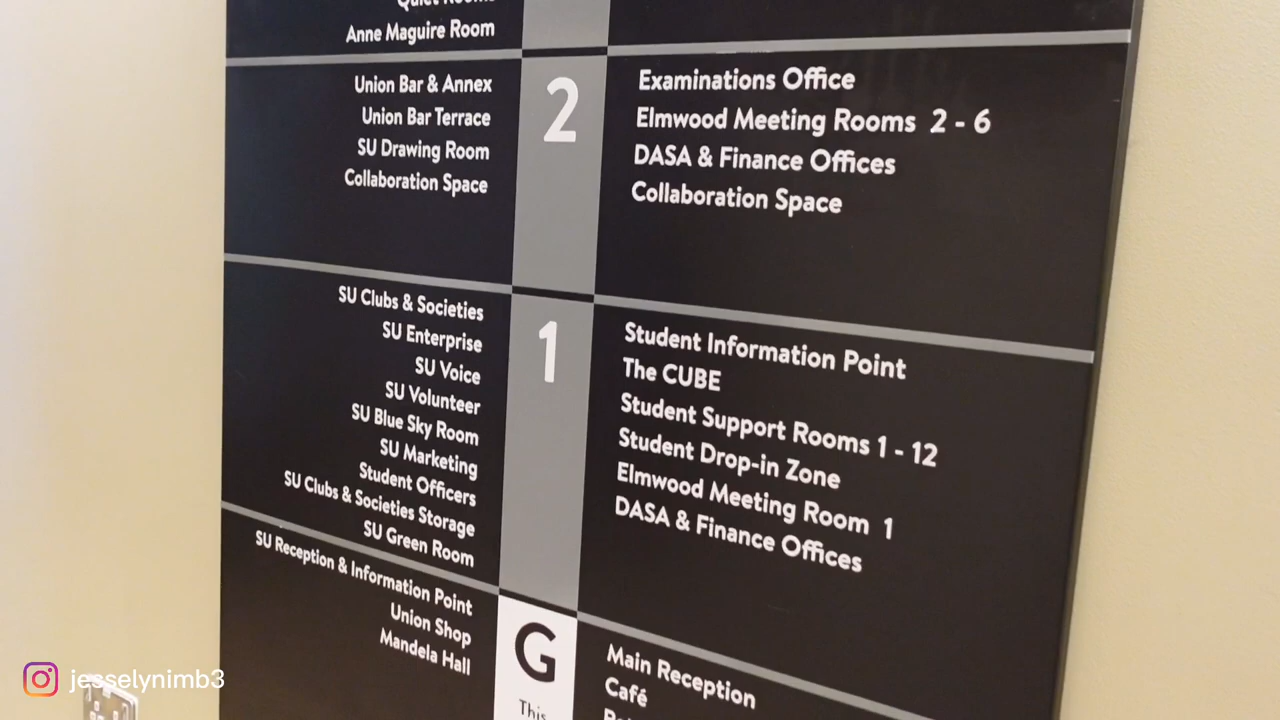 Quiet Rooms
Anne Maguire Room
2
Union Bar & Annex
Union Bar Terrace
SU Drawing Room
Collaboration Space
Examinations Office
Elmwood Meeting Rooms 2 - 6
DASA & Finance Offices
Collaboration Space
1
SU Clubs & Societies
SU Enterprise
SU Voice
SU Volunteer
SU Blue Sky Room
SU Marketing
Student Officers
SU Clubs & Societies Storage
SU Green Room
Student Information Point
The CUBE
Student Support Rooms 1 - 12
Student Drop-in Zone
Elmwood Meeting Room 1
DASA & Finance Offices
G
This
SU Reception & Information Point
Union Shop
Mandela Hall
Main Reception
Café
jesselynimb3